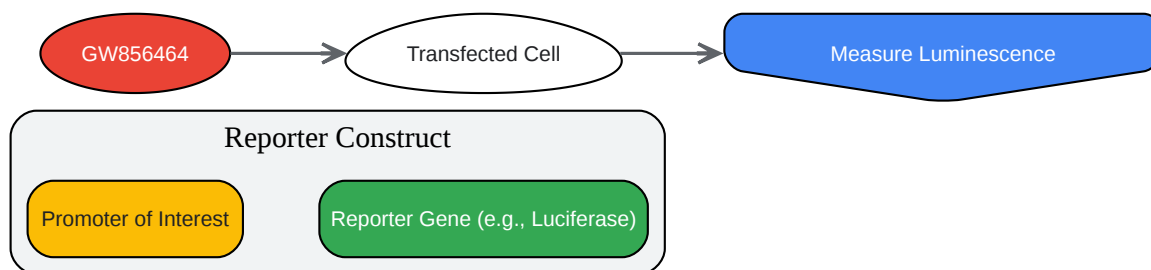 GW856464
Transfected Cell
Measure Luminescence
Reporter Construct
Promoter of Interest
Reporter Gene (e.g., Luciferase)